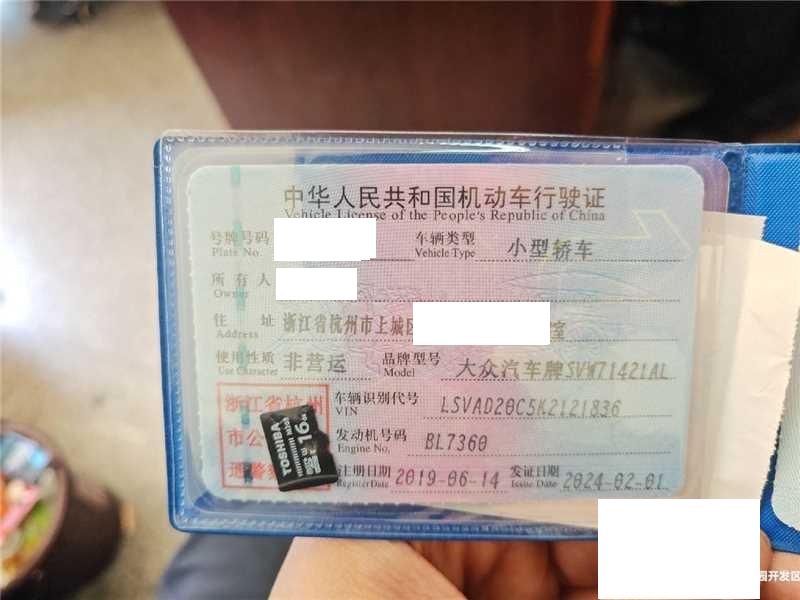 中华人民共和国机动车行驶证
Vehicle License of the People's Republic of China
号牌号码
Plate No.
车辆类型 小型轿车
Vehicle Type
所有人
Owner
住址 浙江省杭州市上城区
Address
室
使用性质 非营运
Use Character
品牌型号 大众汽车牌SVW71421AL
Model
浙江省杭州
市公
车辆识别代号 LSVAD20C5K2121836
VIN
发动机号码 BL7360
Engine No.
注册日期 2019-06-14
Register Date
发证日期 2024-02-01
Issue Date
TOSHIBA
16
园开发区